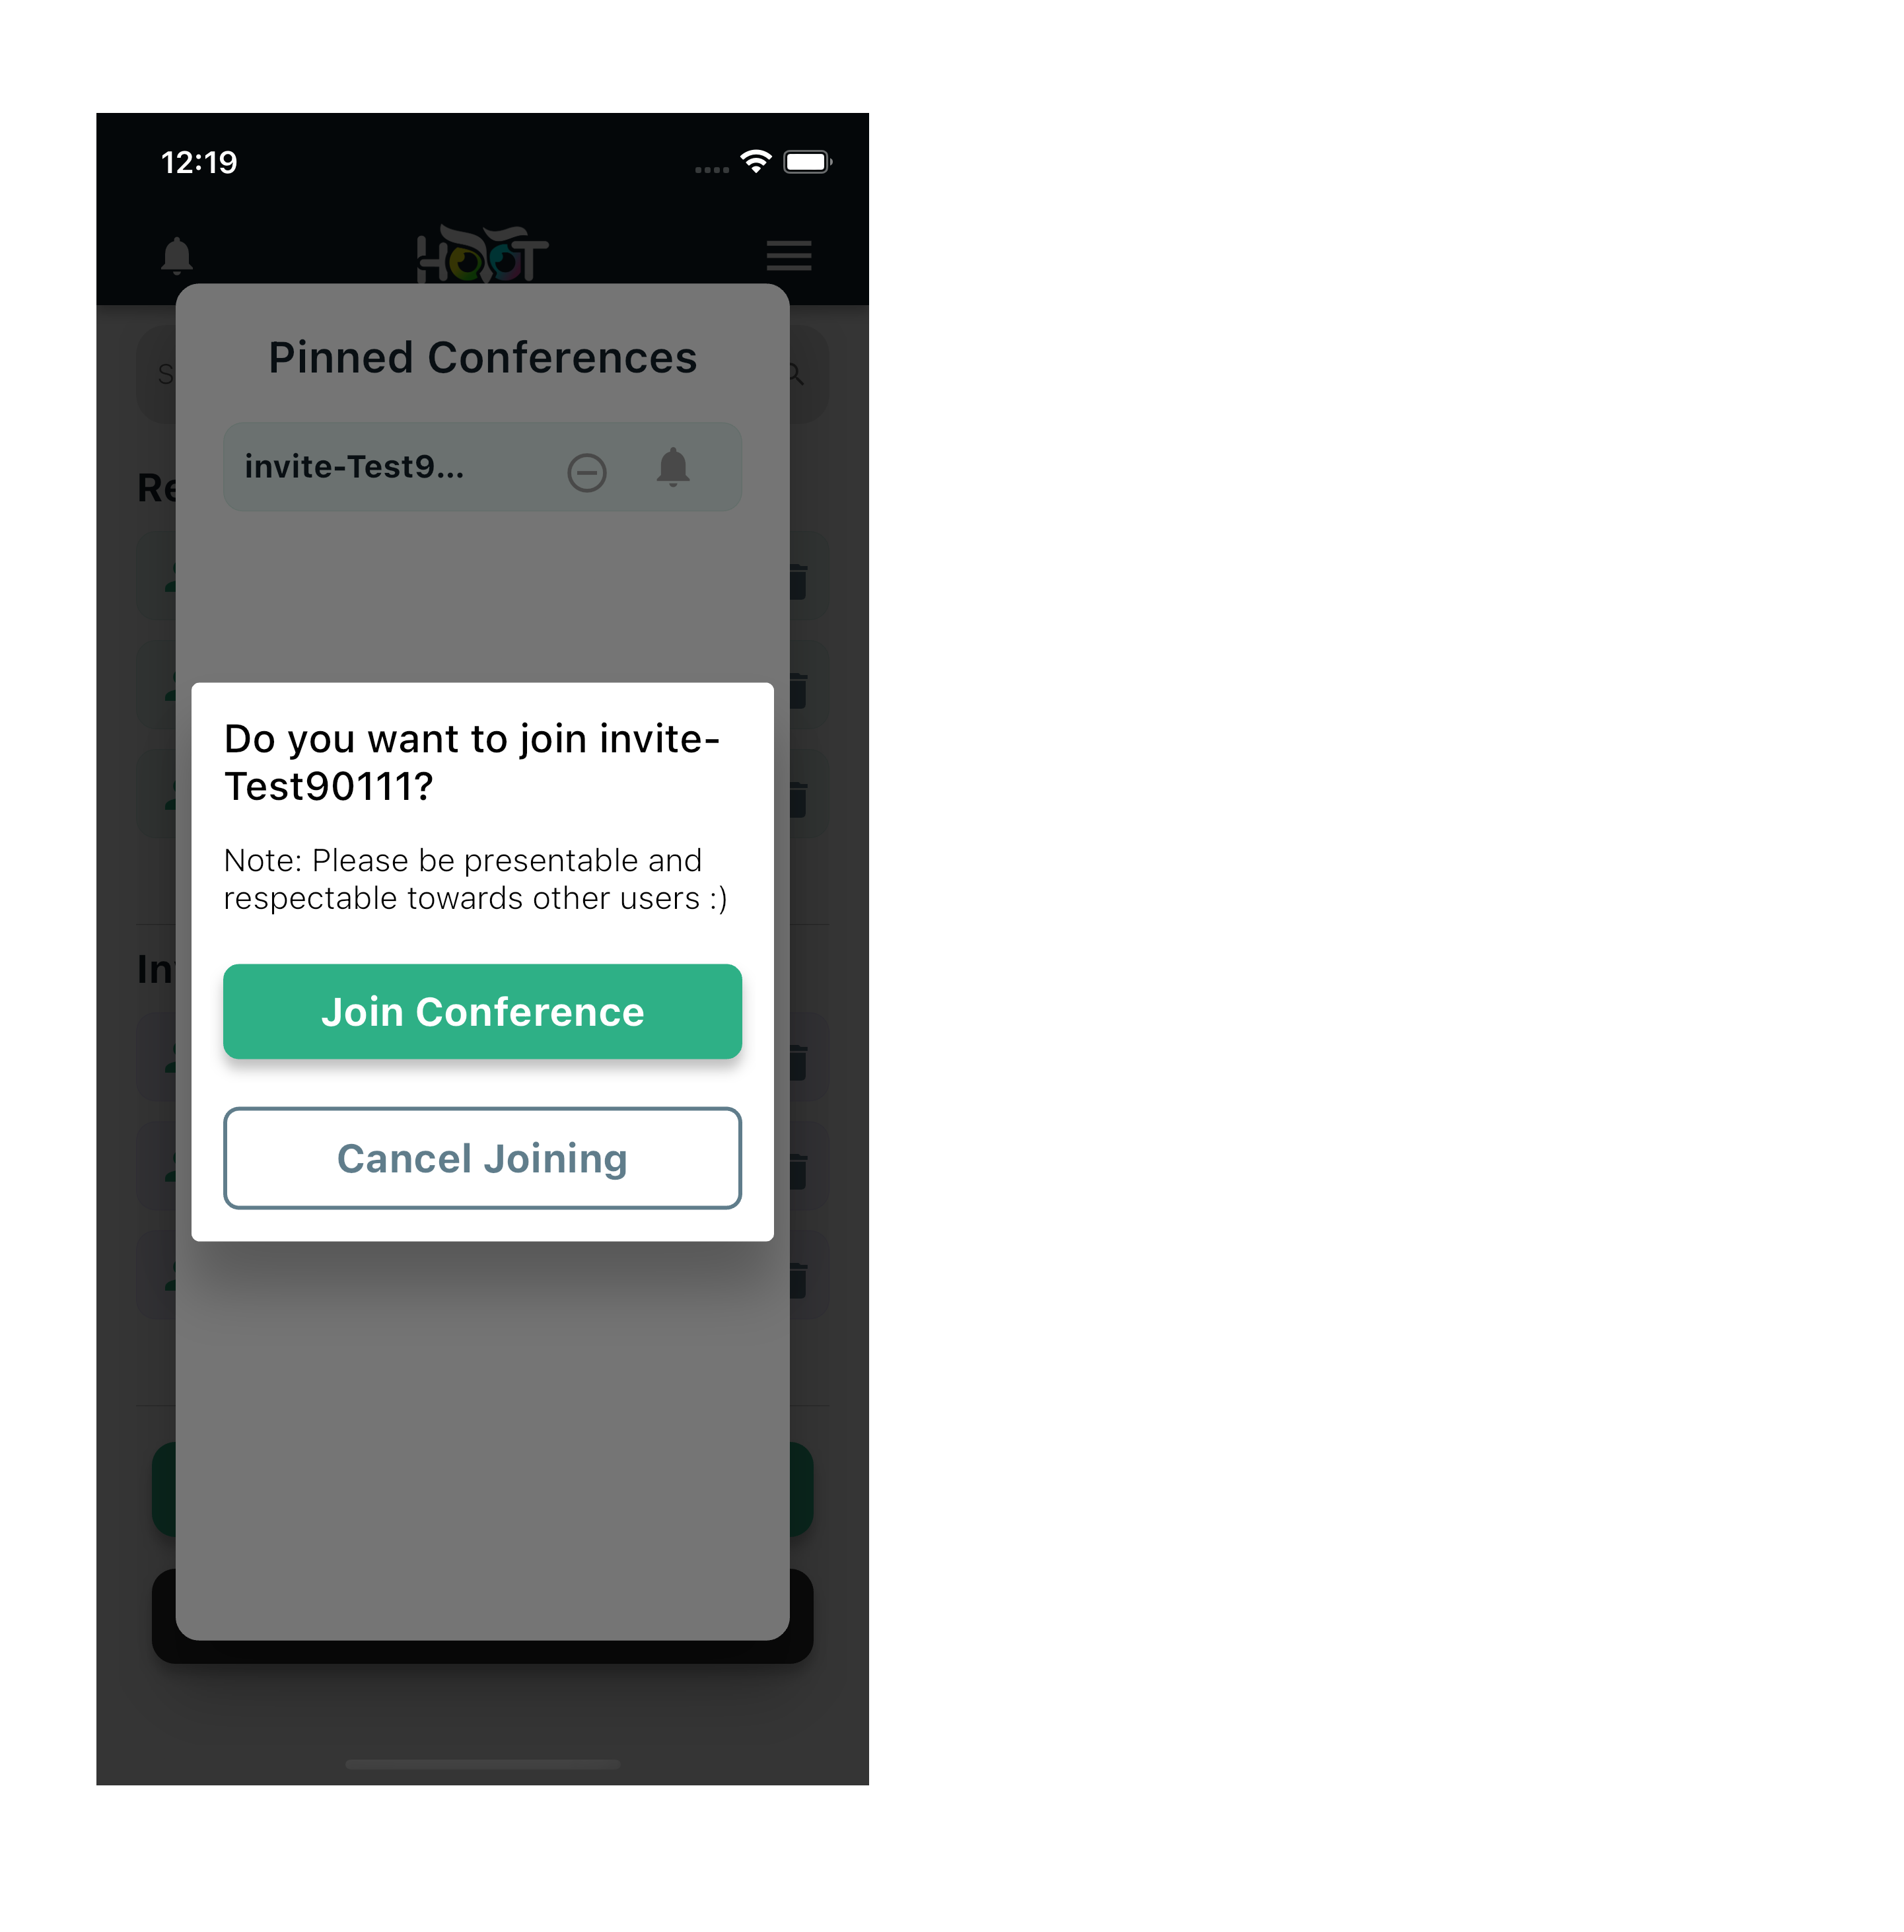 12:19
HOOT
Pinned Conferences
invite-Test9...
Do you want to join invite-
Test90111?
Note: Please be presentable and
respectable towards other users :)
Join Conference
Cancel Joining